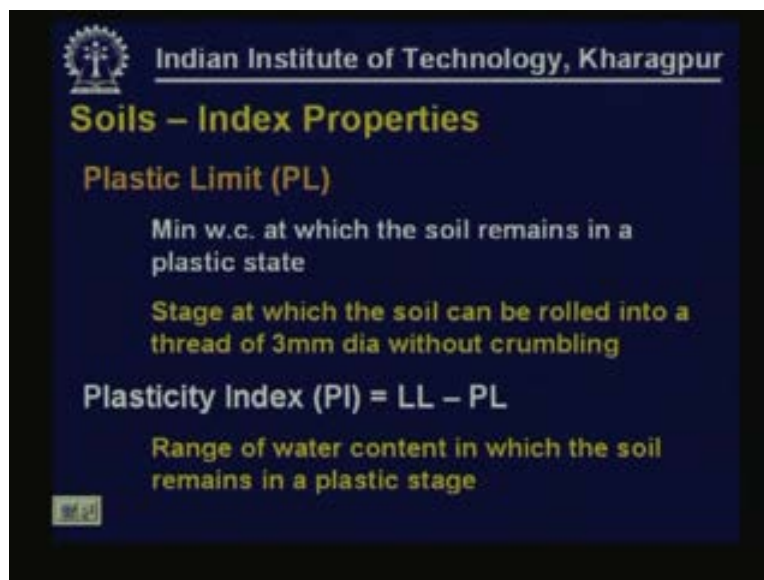 Indian Institute of Technology, Kharagpur
Soils – Index Properties
Plastic Limit (PL)
Min w.c. at which the soil remains in a
plastic state
Stage at which the soil can be rolled into a
thread of 3mm dia without crumbling
Plasticity Index (PI) = LL – PL
Range of water content in which the soil
remains in a plastic stage